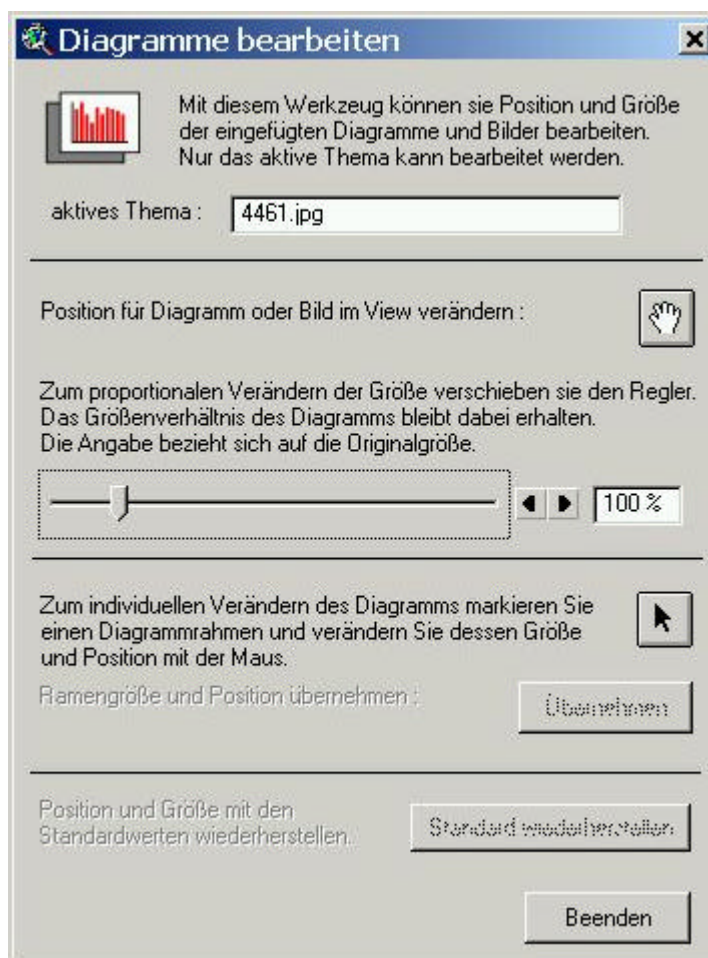 Diagramme bearbeiten
Mit diesem Werkzeug können sie Position und Größe
der eingefügten Diagramme und Bilder bearbeiten.
Nur das aktive Thema kann bearbeitet werden.
aktives Thema : 4461.jpg
Position für Diagramm oder Bild im View verändern :
Zum proportionalen Verändern der Größe verschieben sie den Regler.
Das Größenverhältnis des Diagramms bleibt dabei erhalten.
Die Angabe bezieht sich auf die Originalgröße.
100 %
Zum individuellen Verändern des Diagramms markieren Sie
einen Diagrammrahmen und verändern Sie dessen Größe
und Position mit der Maus.
Ramengröße und Position übernehmen : Übernehmen
Position und Größe mit den
Standardwerten wiederherstellen. Standard wiederherstellen
Beenden